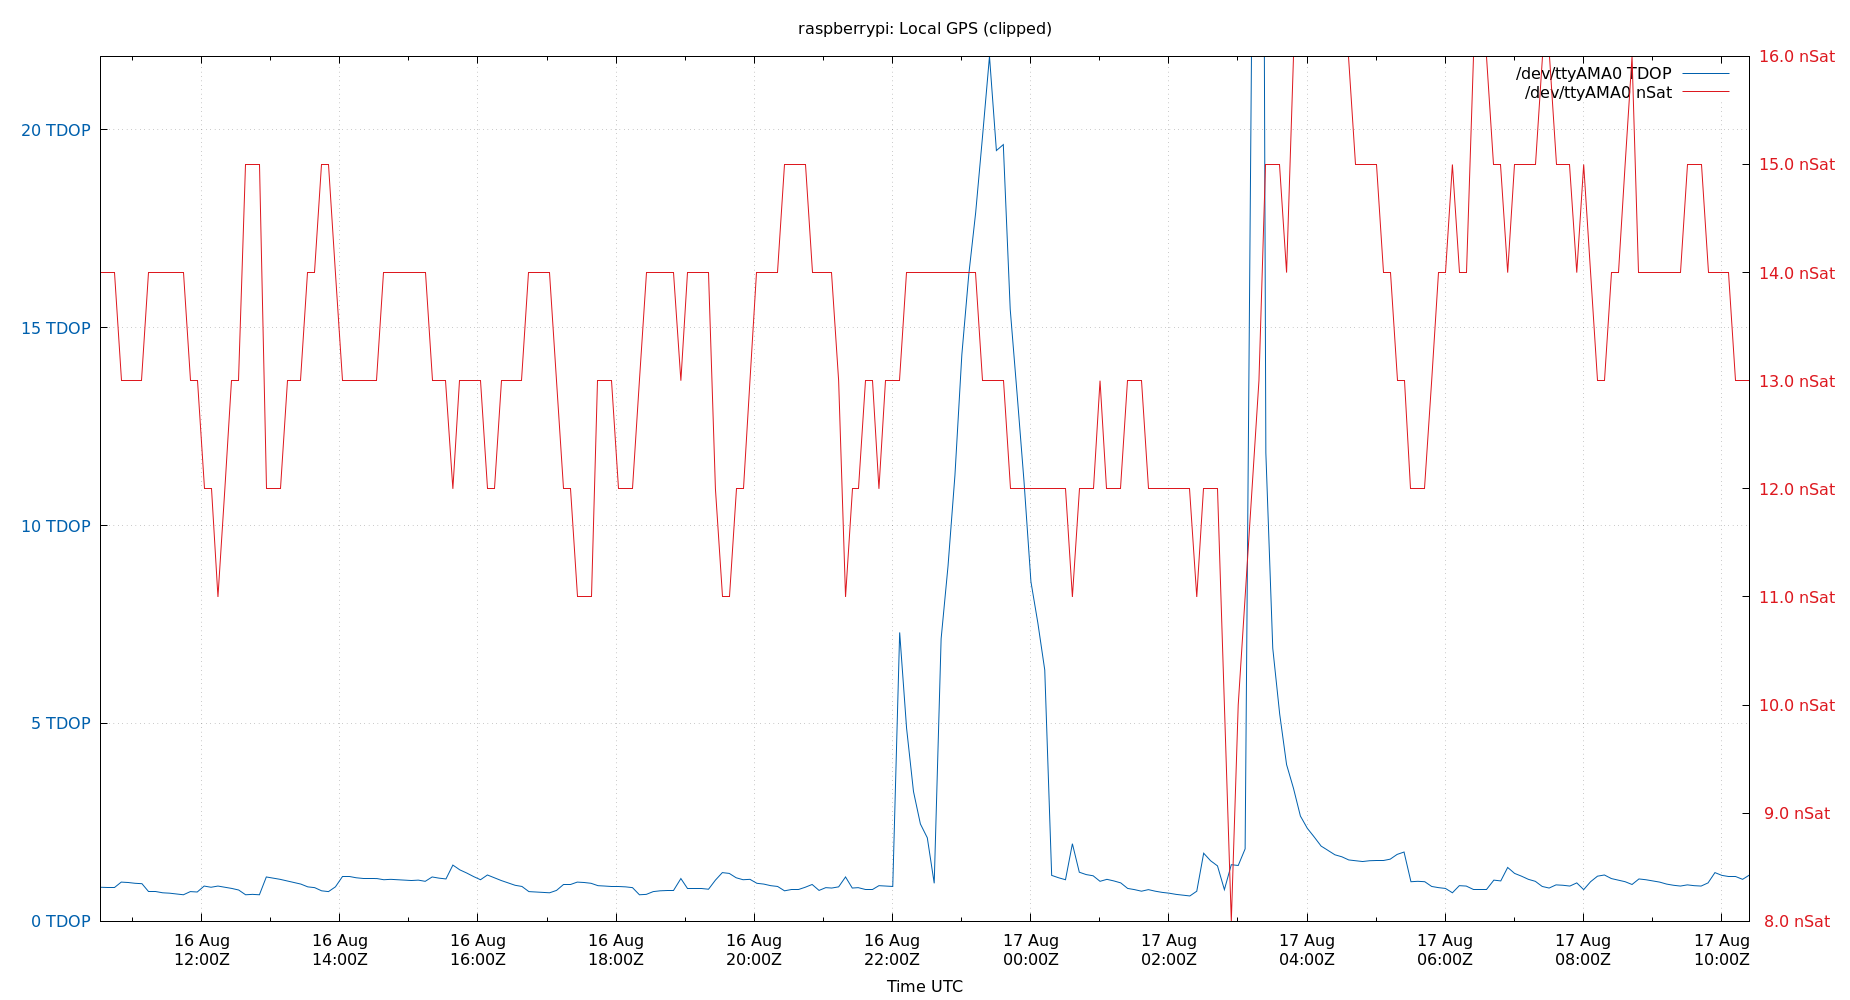 raspberrypi: Local GPS (clipped)
16.0 nSat
/dev/ttyAMA0 TDOP
/dev/ttyAMA0 nSat
20 TDOP
15.0 nSat
14.0 nSat
15 TDOP
13.0 nSat
12.0 nSat
10 TDOP
11.0 nSat
10.0 nSat
5 TDOP
9.0 nSat
0 TDOP
8.0 nSat
16 Aug 16 Aug 16 Aug 16 Aug 16 Aug 16 Aug 17 Aug 17 Aug 17 Aug 17 Aug 17 Aug 17 Aug
12:00Z 14:00Z 16:00Z 18:00Z 20:00Z 22:00Z 00:00Z 02:00Z 04:00Z 06:00Z 08:00Z 10:00Z
Time UTC